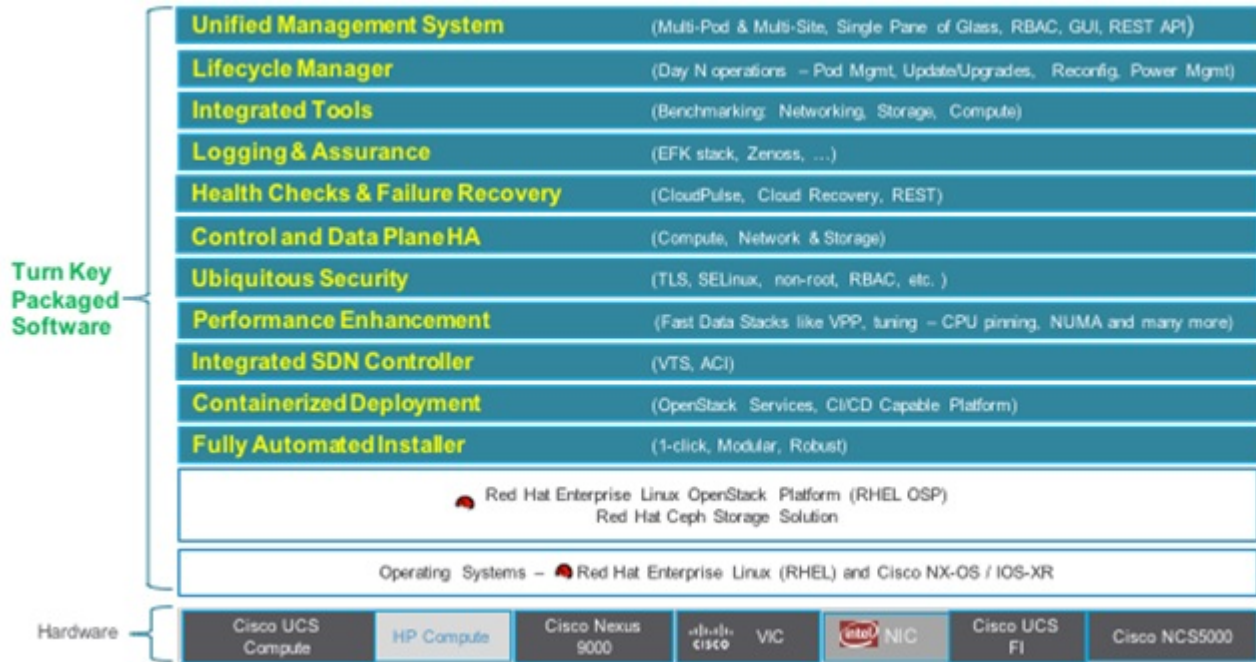 Unified Management System (Multi-Pod & Multi-Site, Single Pane of Glass, RBAC, GUI, REST API)
Lifecycle Manager (Day N operations – Pod Mgmt, Update/Upgrades, Reconfig, Power Mgmt)
Integrated Tools (Benchmarking: Networking, Storage, Compute)
Logging & Assurance (EFK stack, Zenoss, …)
Health Checks & Failure Recovery (CloudPulse, Cloud Recovery, REST)
Control and Data Plane HA (Compute, Network & Storage)
Turn Key
Packaged
Software
Ubiquitous Security (TLS, SELinux, non-root, RBAC, etc. )
Performance Enhancement (Fast Data Stacks like VPP, tuning – CPU pinning, NUMA and many more)
Integrated SDN Controller (VTS, ACI)
Containerized Deployment (OpenStack Services, CI/CD Capable Platform)
Fully Automated Installer (1-click, Modular, Robust)
Red Hat Enterprise Linux OpenStack Platform (RHEL OSP)
Red Hat Ceph Storage Solution
Operating Systems – Red Hat Enterprise Linux (RHEL) and Cisco NX-OS / IOS-XR
Hardware
Cisco UCS
Compute
HP Compute
Cisco Nexus
9000
CISCO VIC
intel NIC
Cisco UCS
FI
Cisco NCS5000